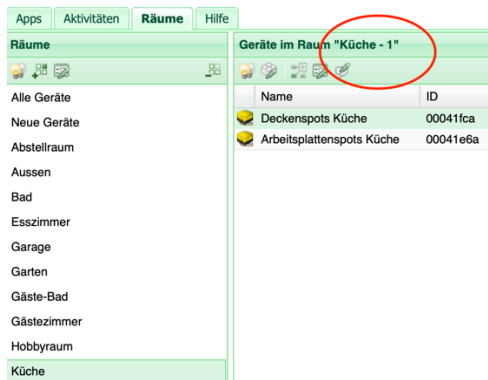 Apps Aktivitäten Räume Hilfe
Räume
Geräte im Raum "Küche - 1"
Alle Geräte
Neue Geräte
Abstellraum
Aussen
Bad
Esszimmer
Garage
Garten
Gäste-Bad
Gästezimmer
Hobbyraum
Küche
Name ID
Deckenspots Küche 00041fca
Arbeitsplattenspots Küche 00041e6a